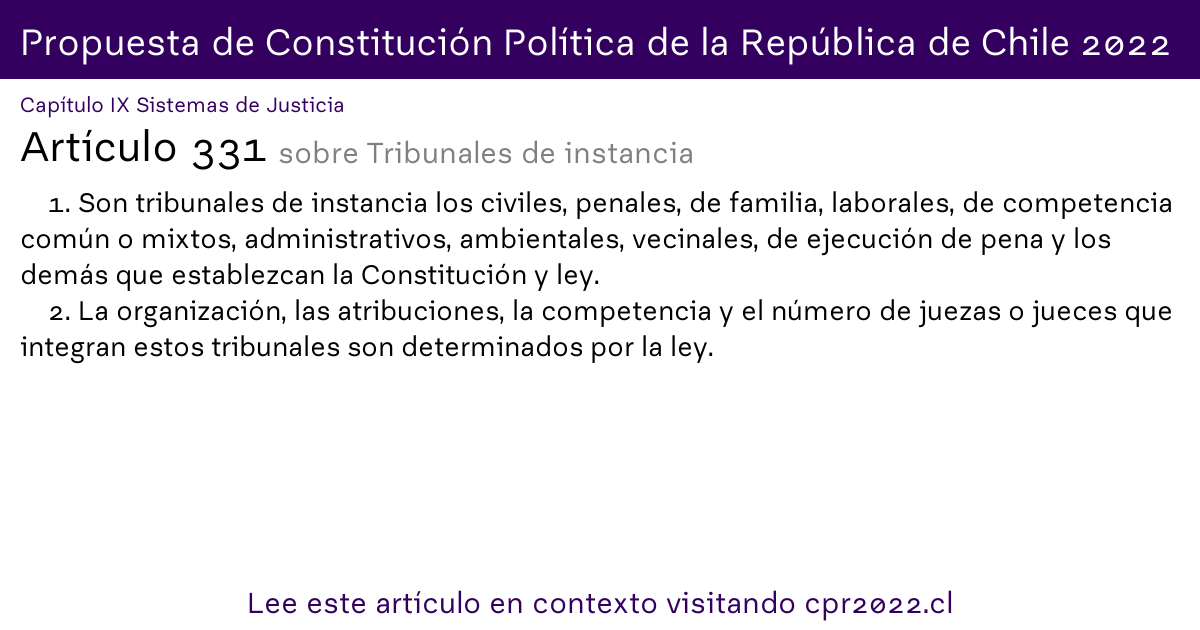 Propuesta de Constitución Política de la República de Chile 2022
Capítulo IX Sistemas de Justicia
Artículo 331 sobre Tribunales de instancia
1. Son tribunales de instancia los civiles, penales, de familia, laborales, de competencia
común o mixtos, administrativos, ambientales, vecinales, de ejecución de pena y los
demás que establezcan la Constitución y ley.
2. La organización, las atribuciones, la competencia y el número de juezas o jueces que
integran estos tribunales son determinados por la ley.
Lee este artículo en contexto visitando cpr2022.cl